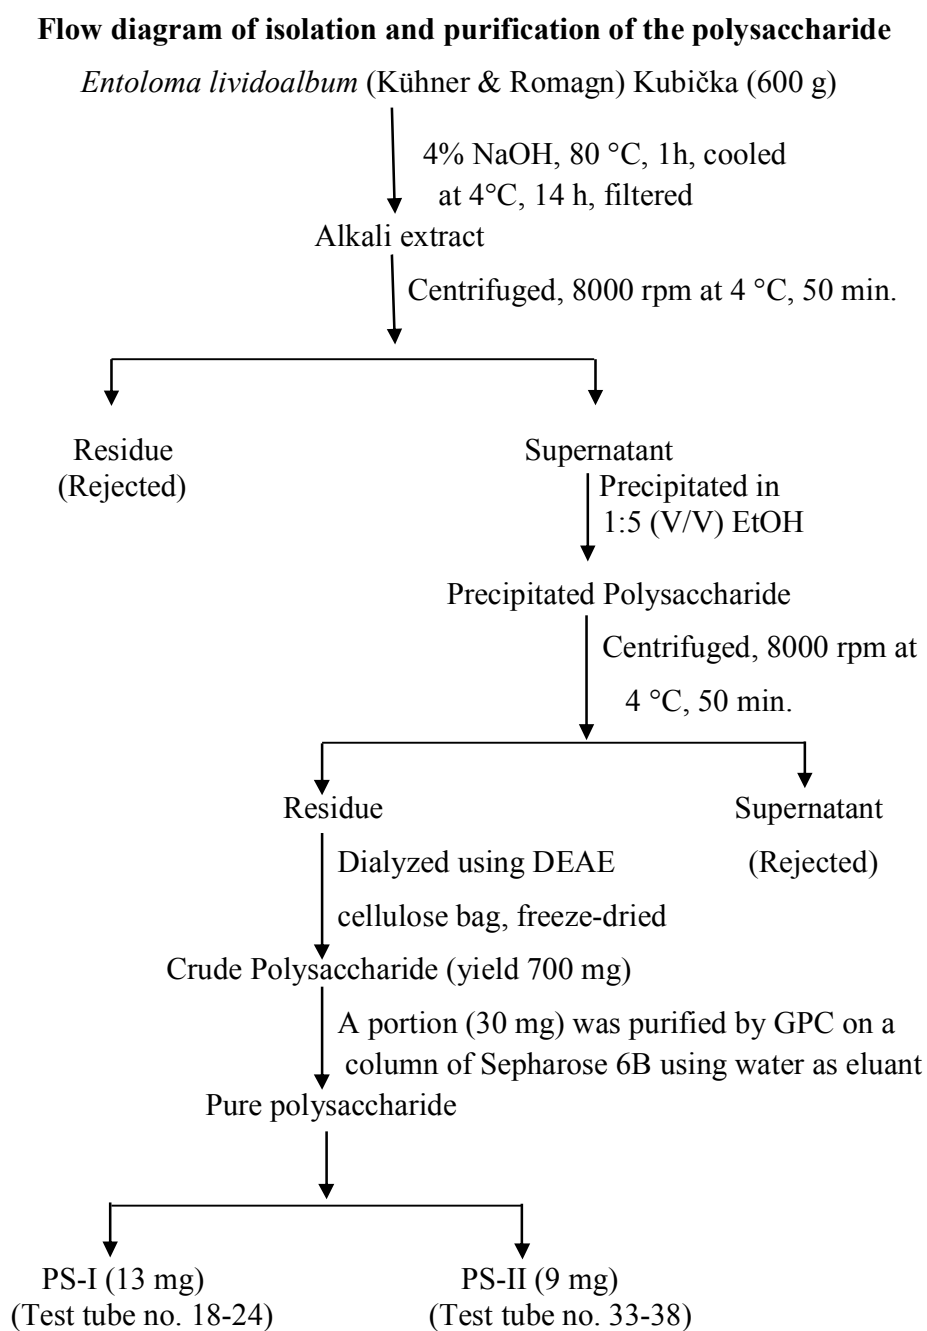 Flow diagram of isolation and purification of the polysaccharide
Entoloma lividoalbum (Kühner & Romagn) Kubička (600 g)
4% NaOH, 80 °C, 1h, cooled
at 4°C, 14 h, filtered
Alkali extract
Centrifuged, 8000 rpm at 4 °C, 50 min.
Residue
(Rejected)
Supernatant
Precipitated in
1:5 (V/V) EtOH
Precipitated Polysaccharide
Centrifuged, 8000 rpm at
4 °C, 50 min.
Residue
Supernatant
(Rejected)
Dialyzed using DEAE
cellulose bag, freeze-dried
Crude Polysaccharide (yield 700 mg)
A portion (30 mg) was purified by GPC on a
column of Sepharose 6B using water as eluant
Pure polysaccharide
PS-I (13 mg)
(Test tube no. 18-24)
PS-II (9 mg)
(Test tube no. 33-38)